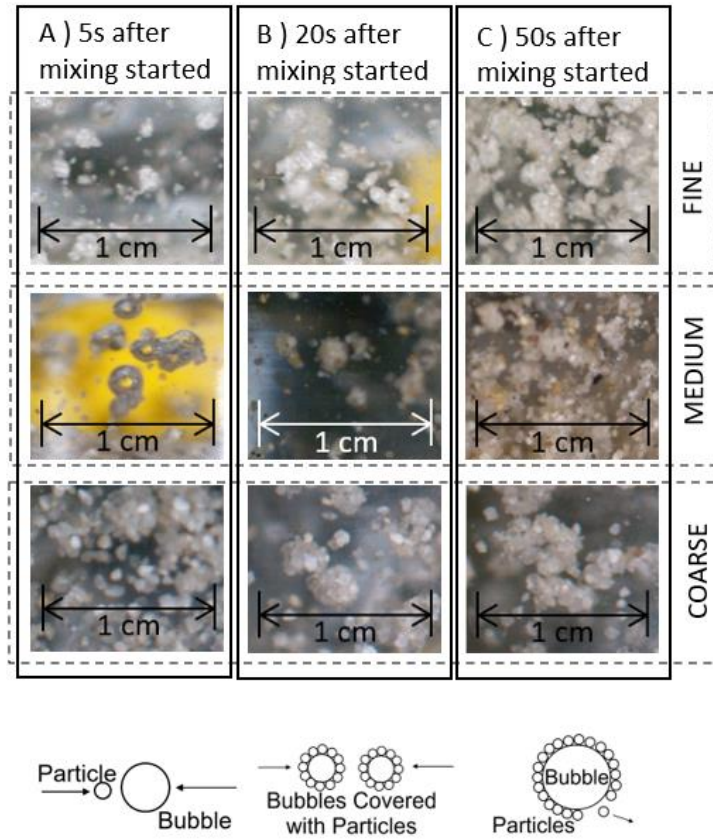 A ) 5s after
mixing started
B ) 20s after
mixing started
C ) 50s after
mixing started
1 cm
1 cm
1 cm
FINE
1 cm
1 cm
1 cm
MEDIUM
1 cm
1 cm
1 cm
COARSE
Particle
Bubble
Bubbles Covered
with Particles
Bubble
Particles